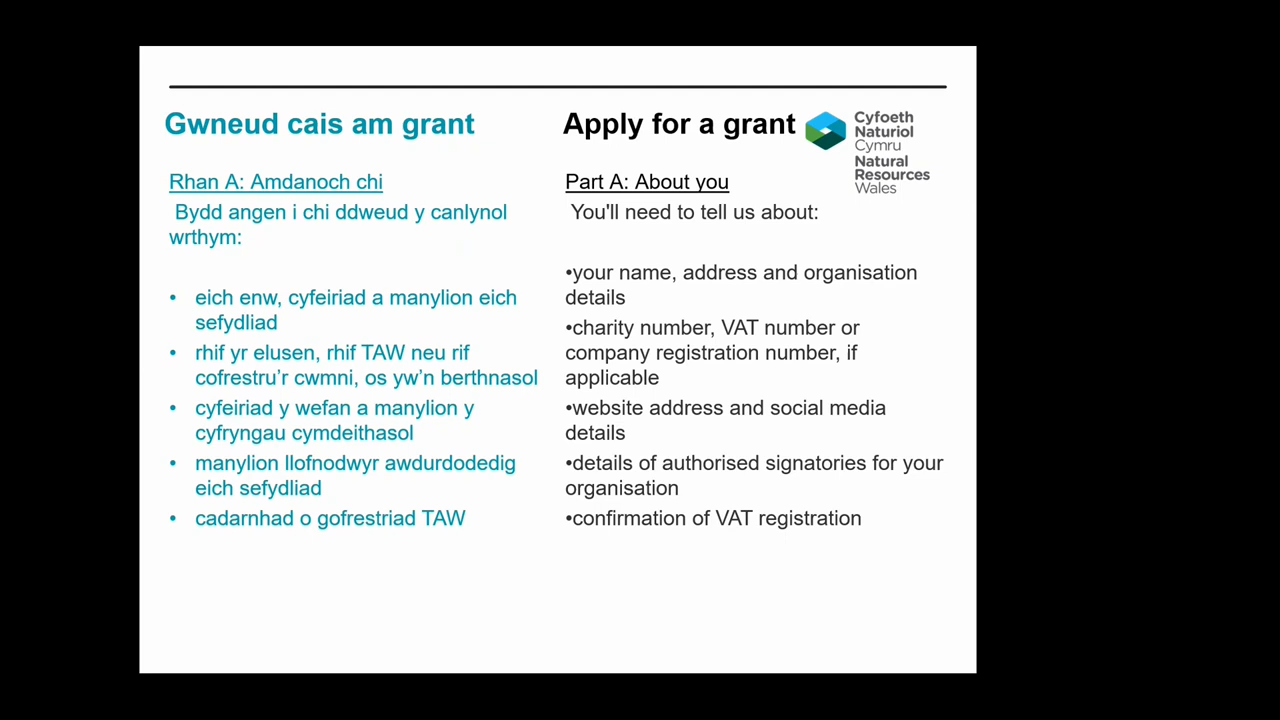 Gwneud cais am grant
Rhan A: Amdanoch chi
Bydd angen i chi ddweud y canlynol
wrthym:
• eich enw, cyfeiriad a manylion eich
sefydliad
• rhif yr elusen, rhif TAW neu rif
cofrestru’r cwmni, os yw’n berthnasol
• cyfeiriad y wefan a manylion y
cyfryngau cymdeithasol
• manylion llofnodwyr awdurdodedig
eich sefydliad
• cadarnhad o gofrestriad TAW
Apply for a grant
Part A: About you
You'll need to tell us about:
•your name, address and organisation
details
•charity number, VAT number or
company registration number, if
applicable
•website address and social media
details
•details of authorised signatories for your
organisation
•confirmation of VAT registration
Cyfoeth
Naturiol
Cymru
Natural
Resources
Wales